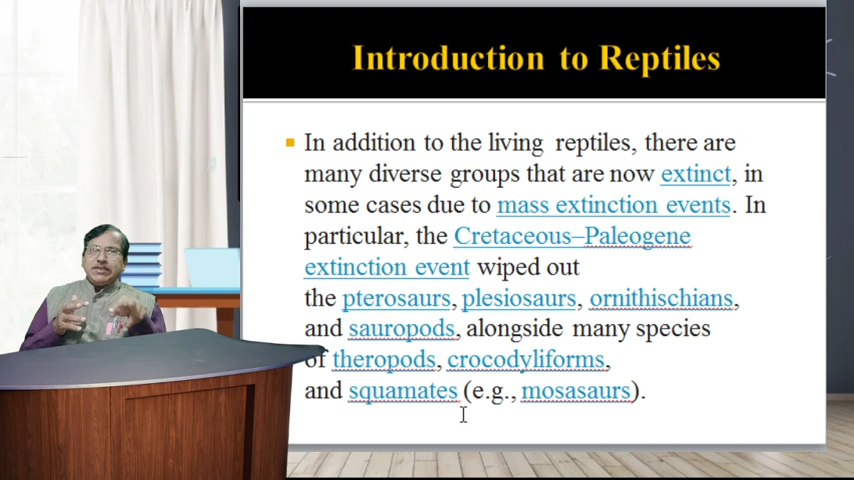 Introduction to Reptiles
In addition to the living reptiles, there are
many diverse groups that are now extinct, in
some cases due to mass extinction events. In
particular, the Cretaceous–Paleogene
extinction event wiped out
the pterosaurs, plesiosaurs, ornithischians,
and sauropods, alongside many species
of theropods, crocodyliforms,
and squamates (e.g., mosasaurs).